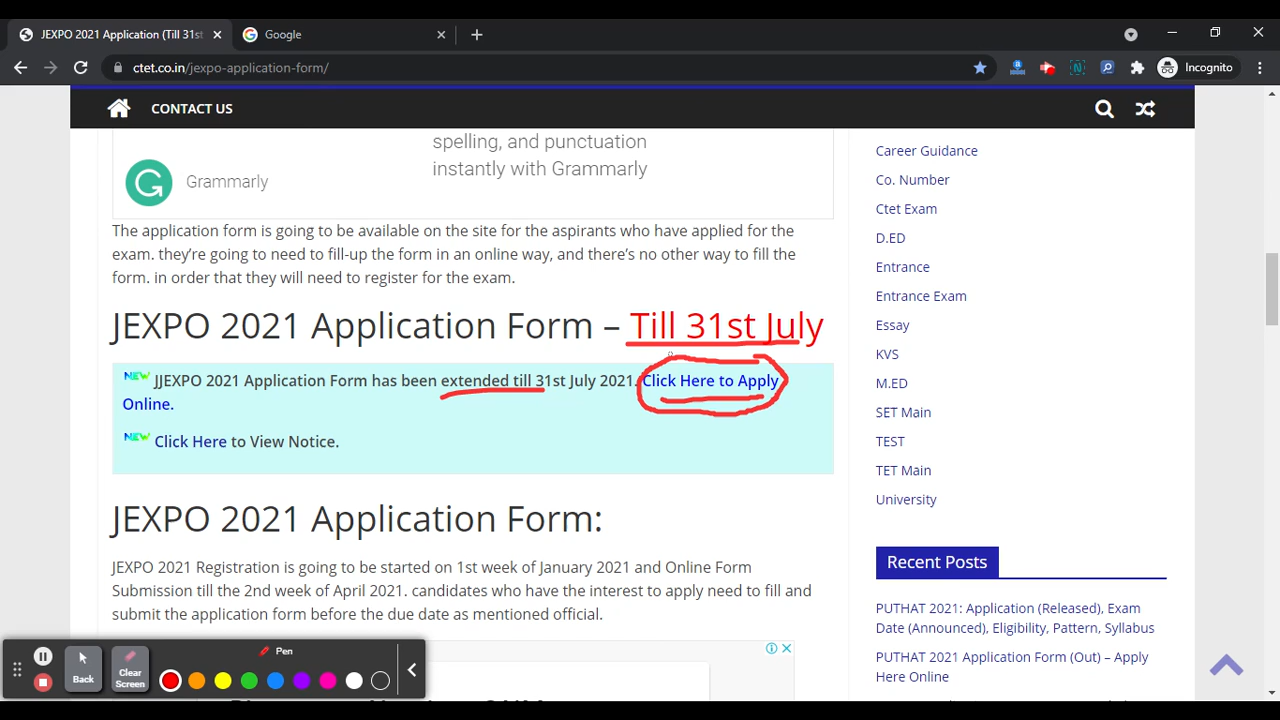 JEXPO 2021 Application (Till 31st
Google
ctet.co.in/jexpo-application-form/
Incognito
CONTACT US
spelling, and punctuation
instantly with Grammarly
Grammarly
The application form is going to be available on the site for the aspirants who have applied for the
exam. they're going to need to fill-up the form in an online way, and there's no other way to fill the
form. in order that they will need to register for the exam.
JEXPO 2021 Application Form – Till 31st July
NEW JJEXPO 2021 Application Form has been extended till 31st July 2021. Click Here to Apply
Online.
NEW Click Here to View Notice.
JEXPO 2021 Application Form:
JEXPO 2021 Registration is going to be started on 1st week of January 2021 and Online Form
Submission till the 2nd week of April 2021. candidates who have the interest to apply need to fill and
submit the application form before the due date as mentioned official.
Career Guidance
Co. Number
Ctet Exam
D.ED
Entrance
Entrance Exam
Essay
KVS
M.ED
SET Main
TEST
TET Main
University
Recent Posts
PUTHAT 2021: Application (Released), Exam
Date (Announced), Eligibility, Pattern, Syllabus
PUTHAT 2021 Application Form (Out) – Apply
Here Online
Pen
Back
Clear
Screen